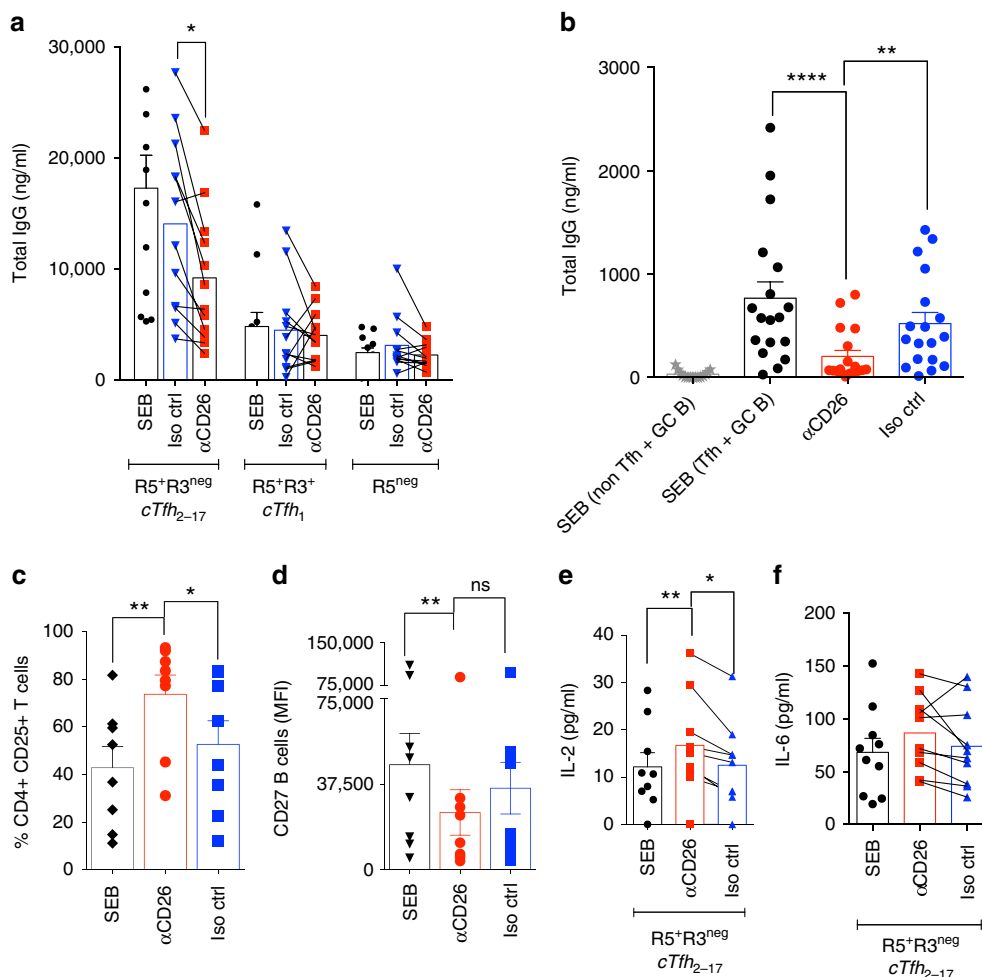 a
*
30,000
20,000
10,000
0
Total IgG (ng/ml)
SEB
Iso ctrl
αCD26
SEB
Iso ctrl
αCD26
SEB
Iso ctrl
αCD26
R5⁺R3ⁿᵉᵍ
cTfh₂₋₁₇
R5⁺R3⁺
cTfh₁
R5ⁿᵉᵍ
b
****
**
3000
2000
1000
0
Total IgG (ng/ml)
SEB (non Tfh + GC B)
SEB (Tfh + GC B)
αCD26
Iso ctrl
c
**
*
100
80
60
40
20
0
% CD4+ CD25+ T cells
SEB
αCD26
Iso ctrl
d
**
ns
150,000
75,000
75,000
37,500
0
CD27 B cells (MFI)
SEB
αCD26
Iso ctrl
e
**
*
40
30
20
10
0
IL-2 (pg/ml)
SEB
αCD26
Iso ctrl
R5⁺R3ⁿᵉᵍ
cTfh₂₋₁₇
f
200
150
100
50
0
IL-6 (pg/ml)
SEB
αCD26
Iso ctrl
R5⁺R3ⁿᵉᵍ
cTfh₂₋₁₇